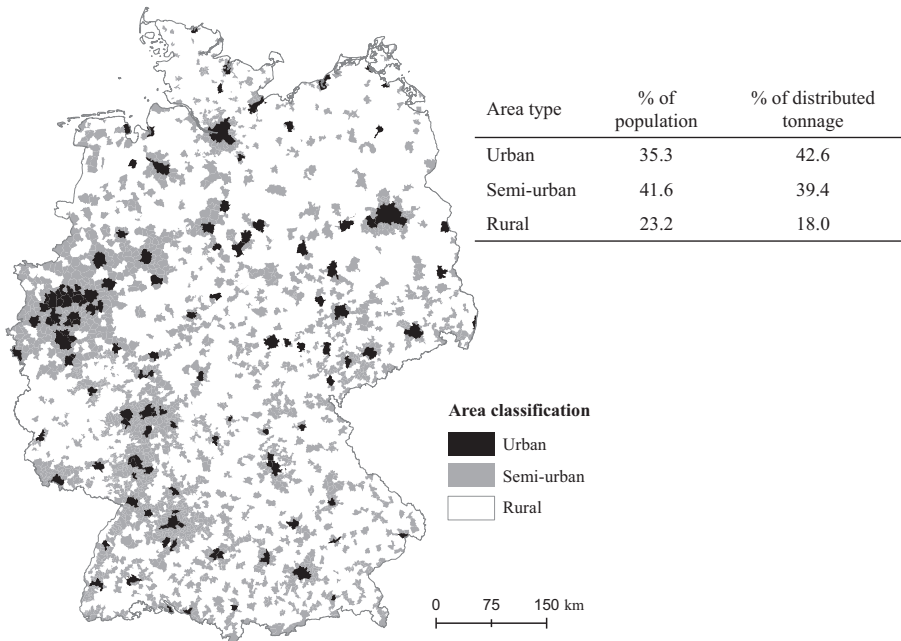 Area type % of population % of distributed tonnage
Urban 35.3 42.6
Semi-urban 41.6 39.4
Rural 23.2 18.0
Area classification
Urban
Semi-urban
Rural
0 75 150 km